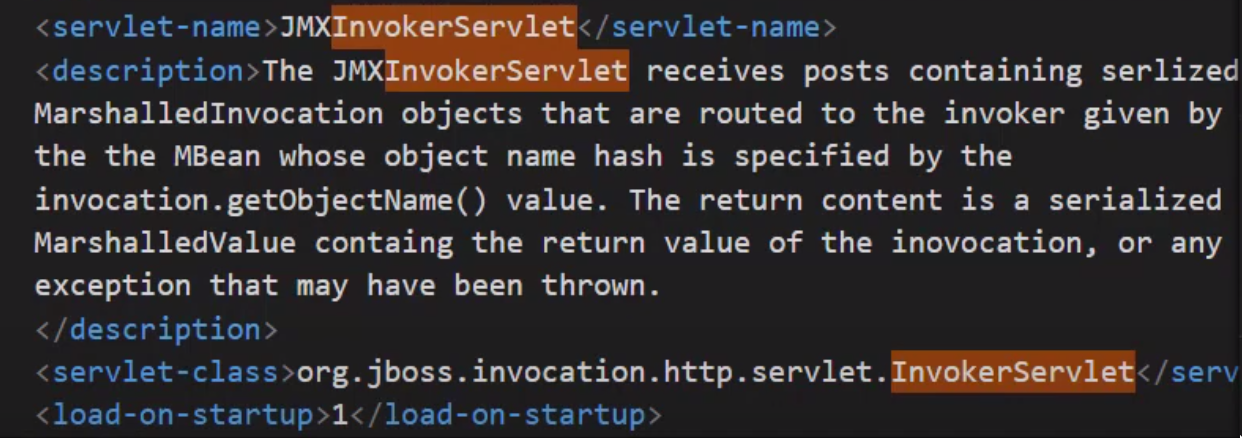 <servlet-name>JMXInvokerServlet</servlet-name>
<description>The JMXInvokerServlet receives posts containing serlized
MarshalledInvocation objects that are routed to the invoker given by
the the MBean whose object name hash is specified by the
invocation.getObjectName() value. The return content is a serialized
MarshalledValue containg the return value of the inovocation, or any
exception that may have been thrown.
</description>
<servlet-class>org.jboss.invocation.http.servlet.InvokerServlet</serv
<load-on-startup>1</load-on-startup>